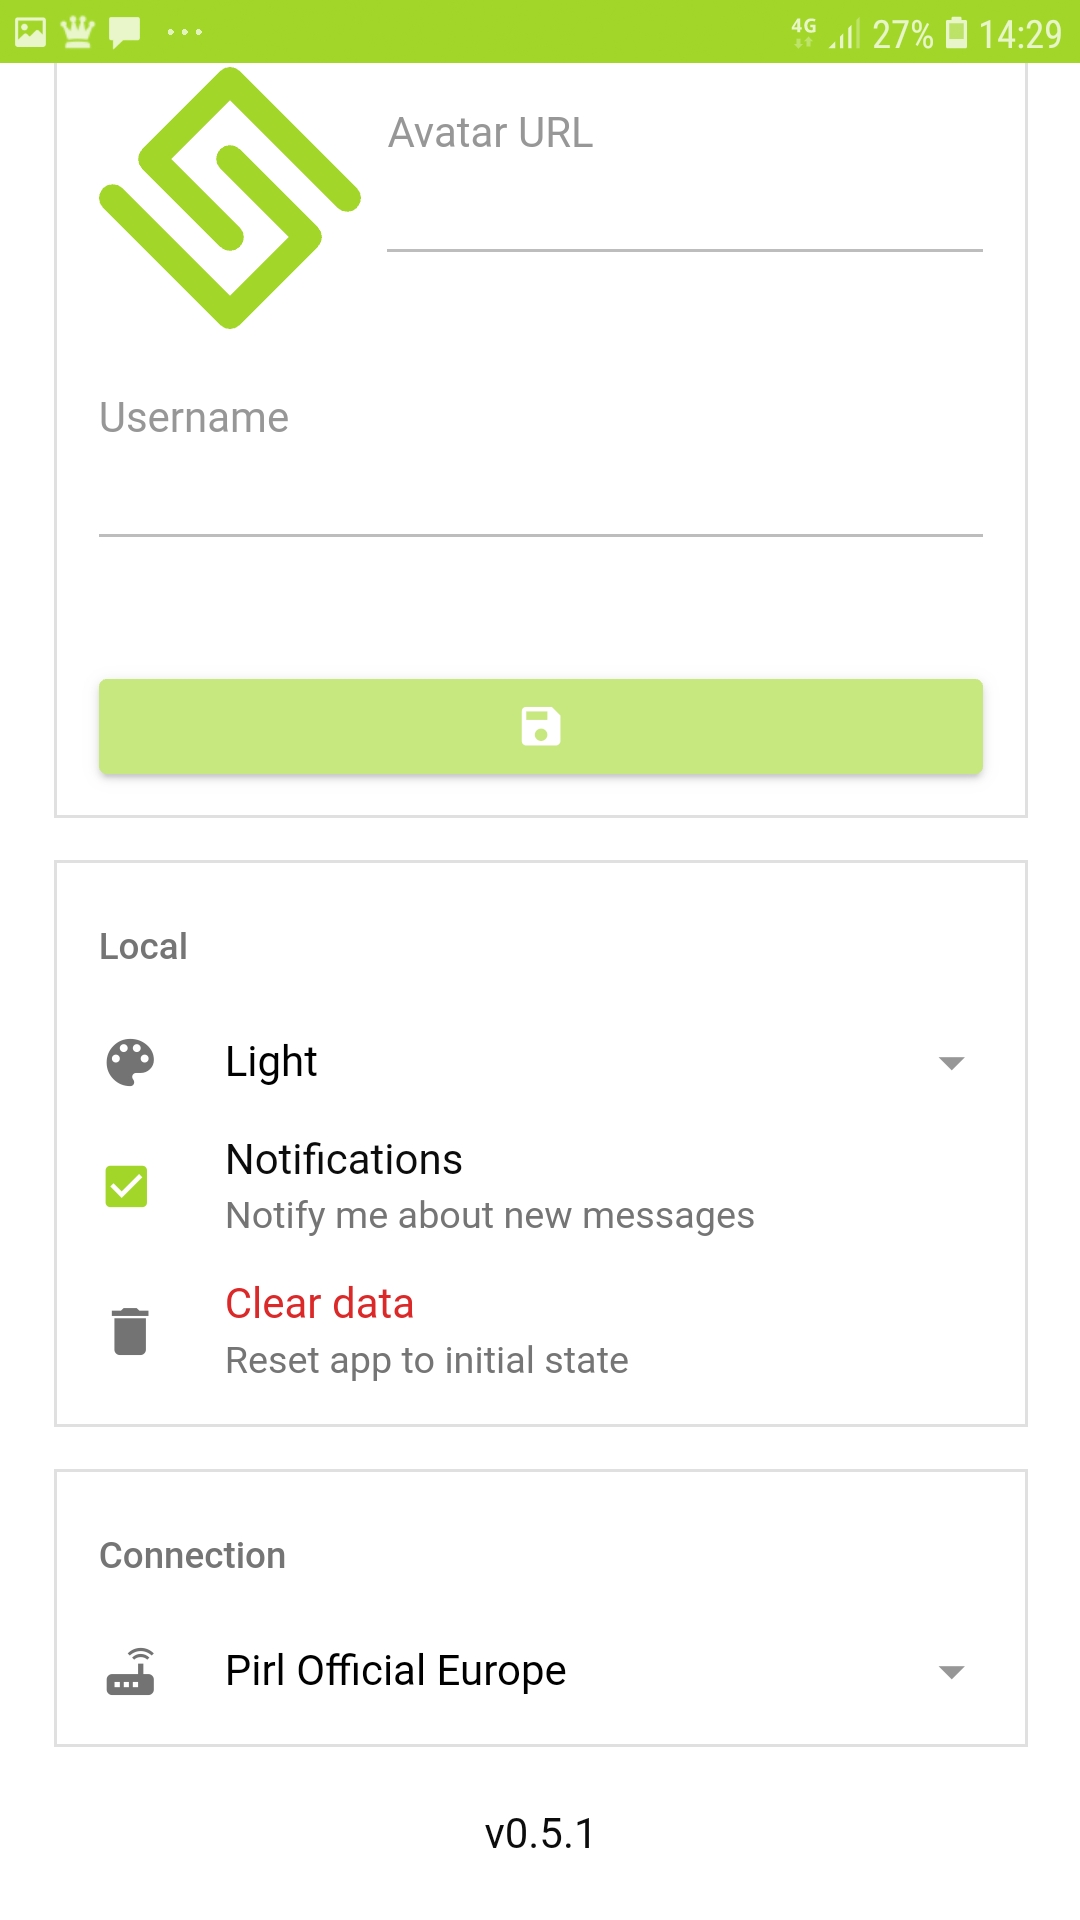 4G 27% 14:29
Avatar URL
Username
Local
Light
Notifications
Notify me about new messages
Clear data
Reset app to initial state
Connection
Pirl Official Europe
v0.5.1